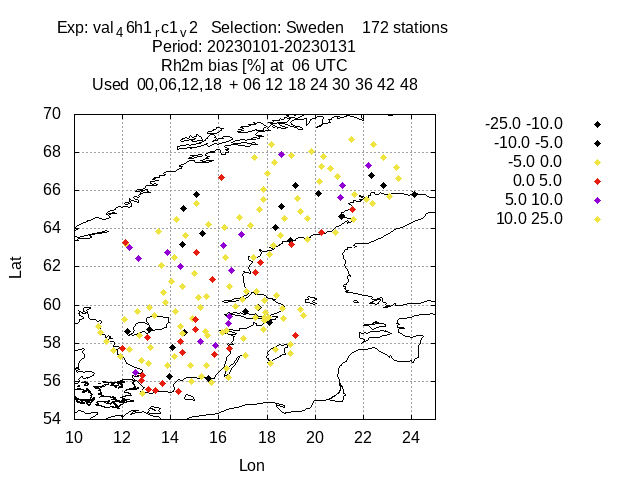 Exp: val₄6h1ᵣc1ᵥ2 Selection: Sweden 172 stations
Period: 20230101-20230131
Rh2m bias [%] at 06 UTC
Used 00,06,12,18 + 06 12 18 24 30 36 42 48
-25.0 -10.0
-10.0 -5.0
-5.0 0.0
0.0 5.0
5.0 10.0
10.0 25.0
70
68
66
64
62
60
58
56
54
Lat
10 12 14 16 18 20 22 24
Lon